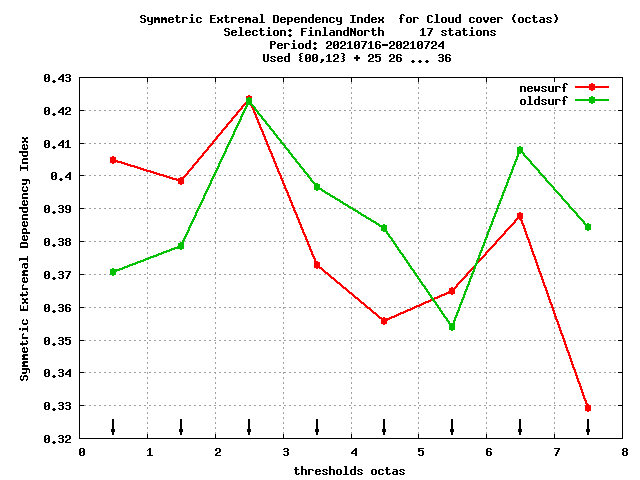 Symmetric Extremal Dependency Index  for Cloud cover (octas)
Selection: FinlandNorth     17 stations
Period: 20210716-20210724
Used {00,12} + 25 26 ... 36
newsurf
oldsurf
0.43
0.42
0.41
0.4
0.39
0.38
0.37
0.36
0.35
0.34
0.33
0.32
Symmetric Extremal Dependency Index
0 1 2 3 4 5 6 7 8
thresholds octas